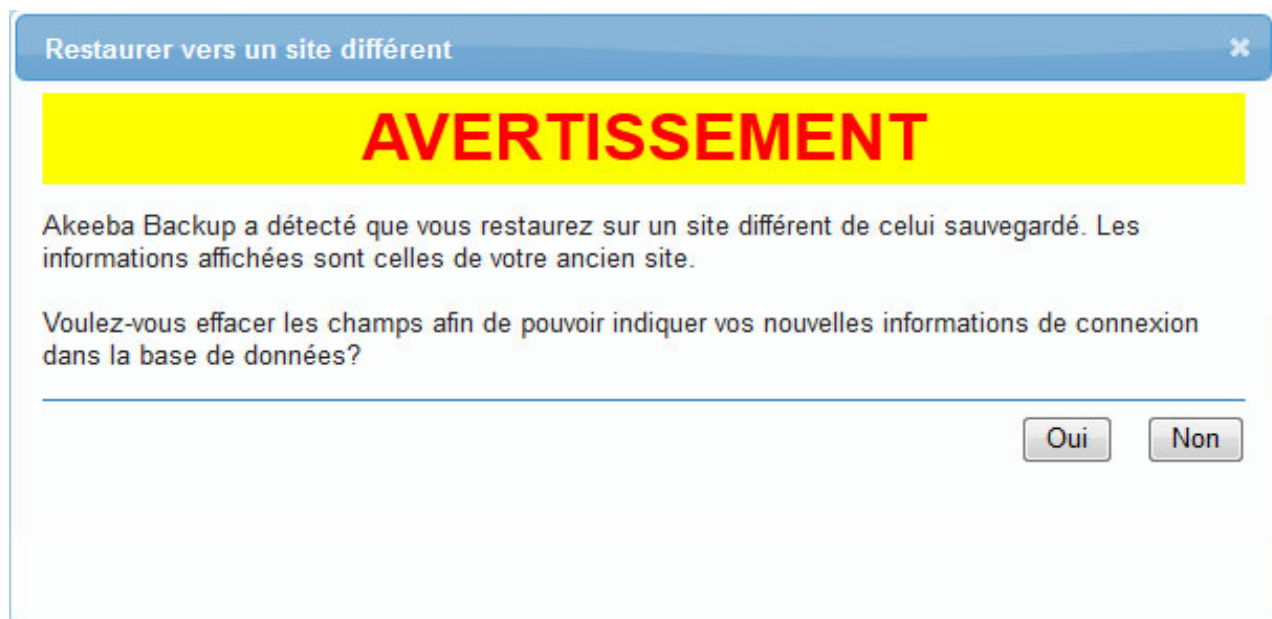 Restaurer vers un site différent
AVERTISSEMENT
Akeeba Backup a détecté que vous restaurez sur un site différent de celui sauvegardé. Les
informations affichées sont celles de votre ancien site.
Voulez-vous effacer les champs afin de pouvoir indiquer vos nouvelles informations de connexion
dans la base de données?
Oui Non